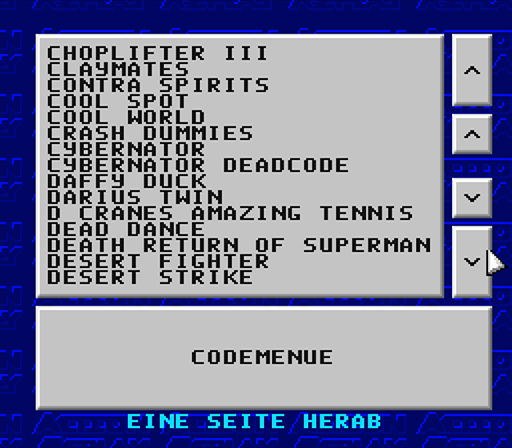 CHOPLIFTER III
CLAYMATES
CONTRA SPIRITS
COOL SPOT
COOL WORLD
CRASH DUMMIES
CYBERNATOR
CYBERNATOR DEADCODE
DAFFY DUCK
DARIUS TWIN
D CRANES AMAZING TENNIS
DEAD DANCE
DEATH RETURN OF SUPERMAN
DESERT FIGHTER
DESERT STRIKE
CODEMENUE
EINE SEITE HERAB